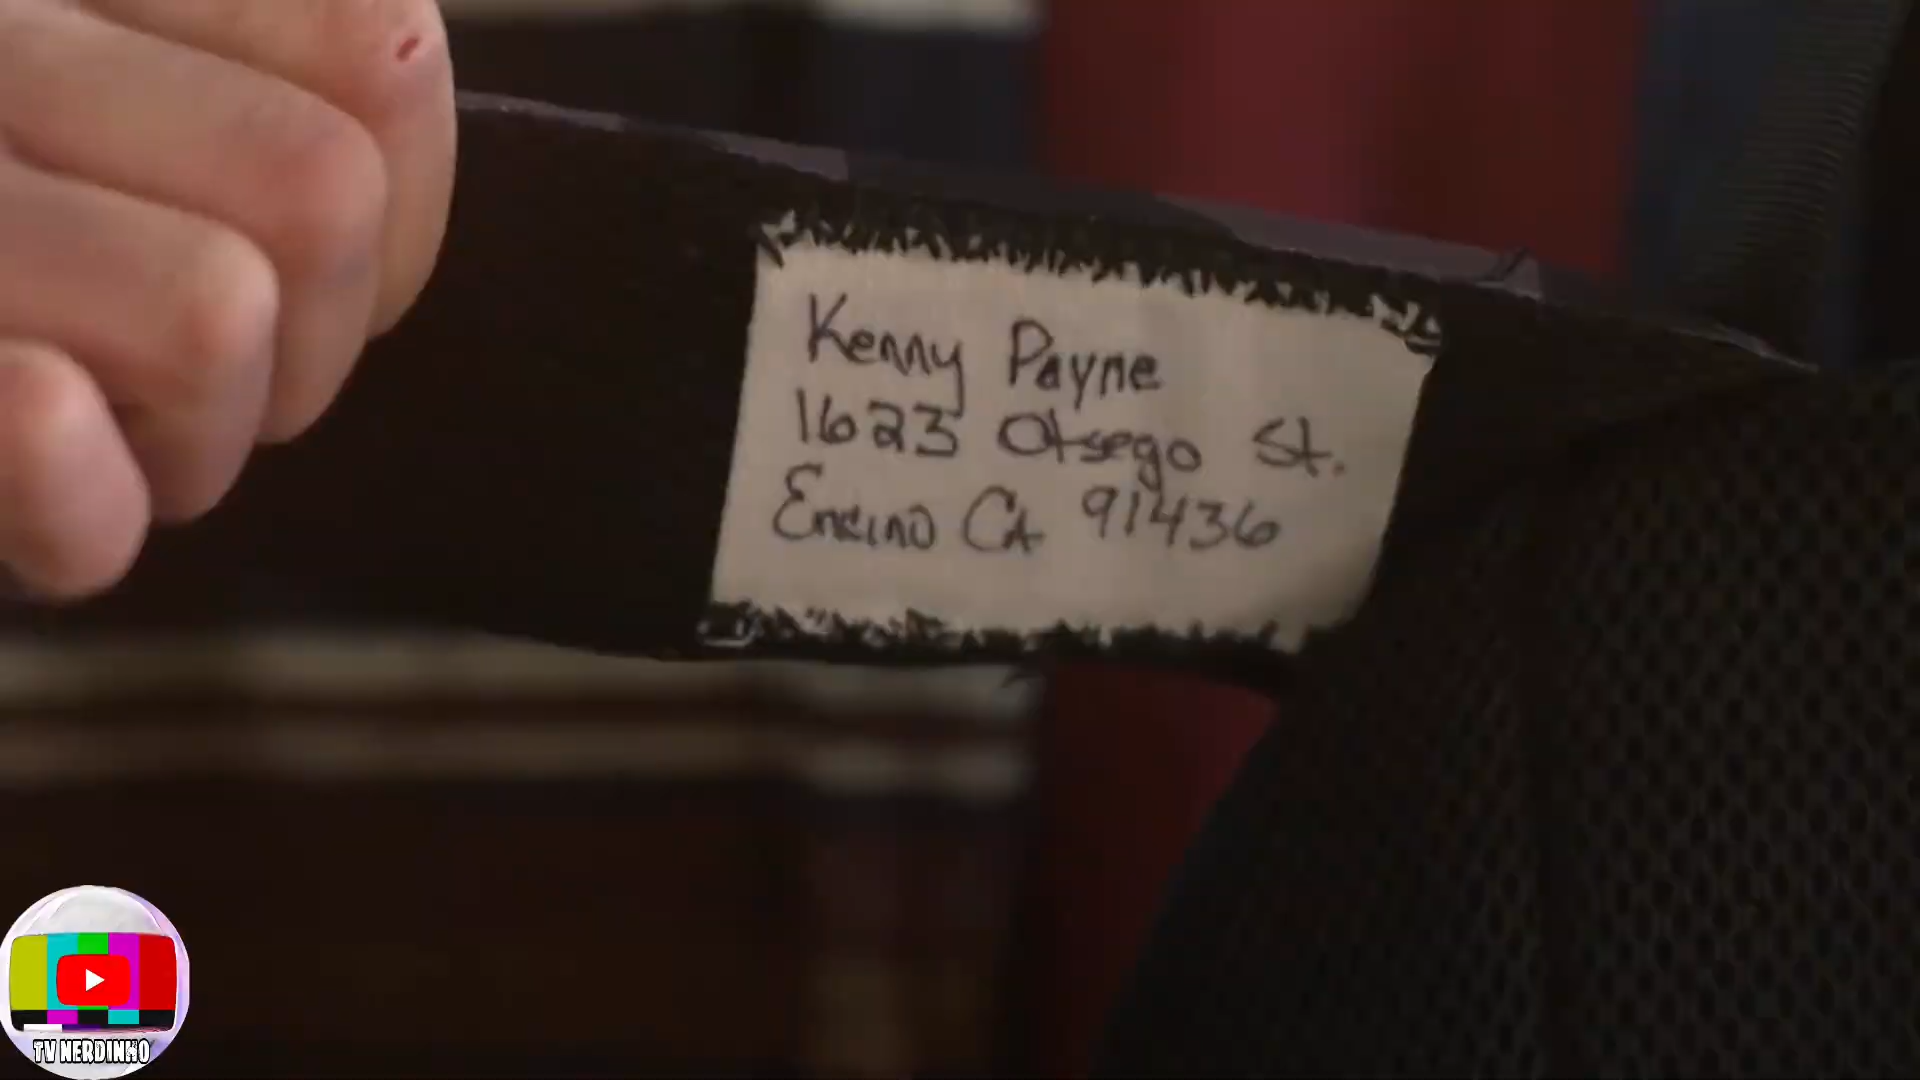 Kenny Payne
1623 Otsego St.
Encino CA 91436
TV NERDINHO